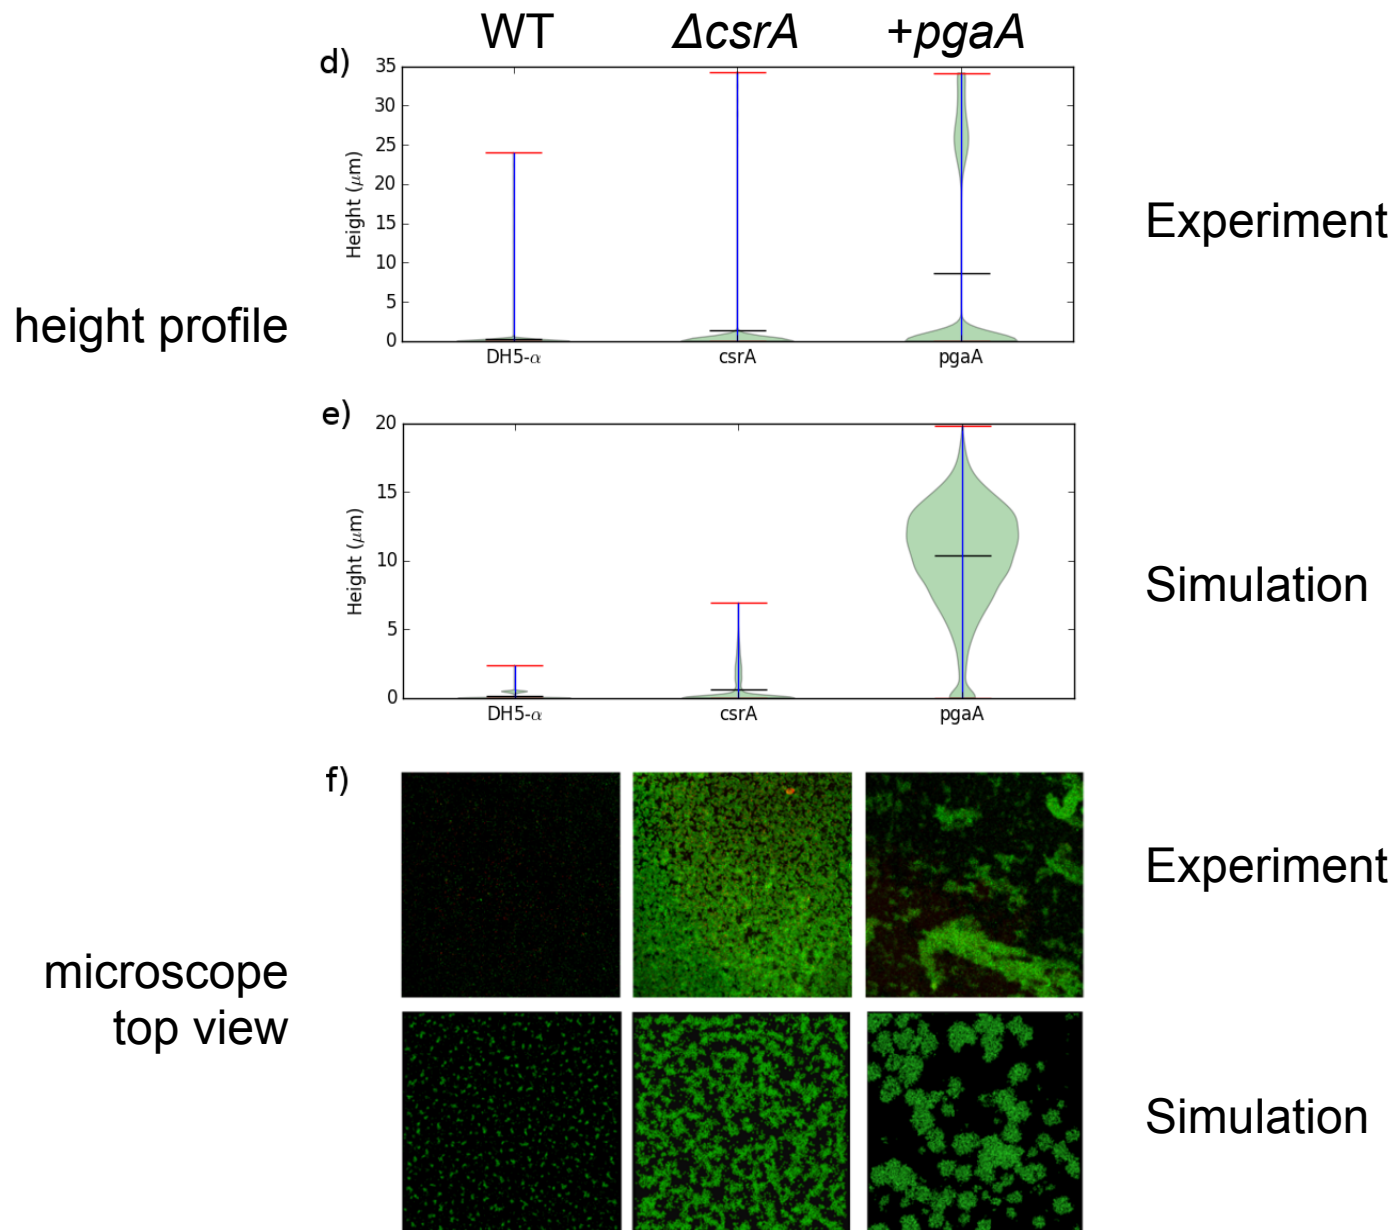 WT ΔcsrA +pgaA
d)
35
30
25
20
15
10
5
0
Height (μm)
DH5-α csrA pgaA
Experiment
height profile
e)
20
15
10
5
0
Height (μm)
DH5-α csrA pgaA
Simulation
f)
Experiment
microscope
top view
Simulation